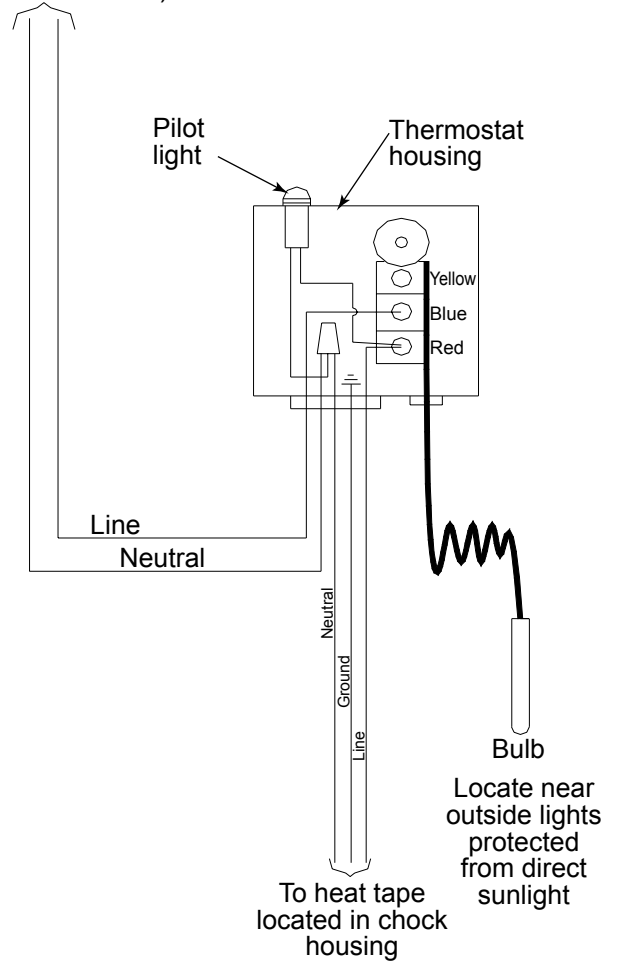 Pilot
light
Thermostat
housing
Yellow
Blue
Red
Line
Neutral
Neutral
Ground
Line
Bulb
Locate near
outside lights
protected
from direct
sunlight
To heat tape
located in chock
housing